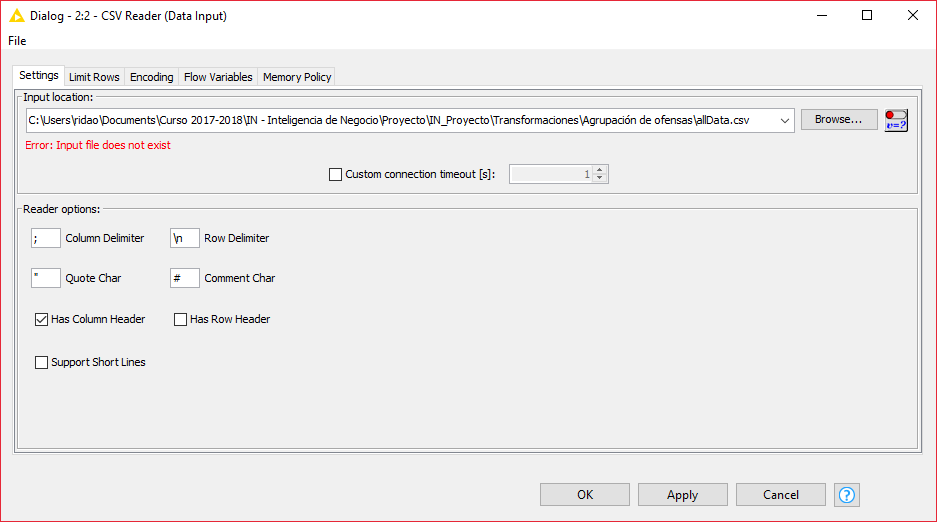 Dialog - 2:2 - CSV Reader (Data Input)
File
Settings Limit Rows Encoding Flow Variables Memory Policy
Input location:
C:\Users\ridao\Documents\Curso 2017-2018\IN - Inteligencia de Negocio\Proyecto\IN_Proyecto\Transformaciones\Agrupación de ofensas\allData.csv Browse... v=?
Error: Input file does not exist
Custom connection timeout [s]: 1
Reader options:
; Column Delimiter \n Row Delimiter
" Quote Char # Comment Char
Has Column Header Has Row Header
Support Short Lines
OK Apply Cancel ?